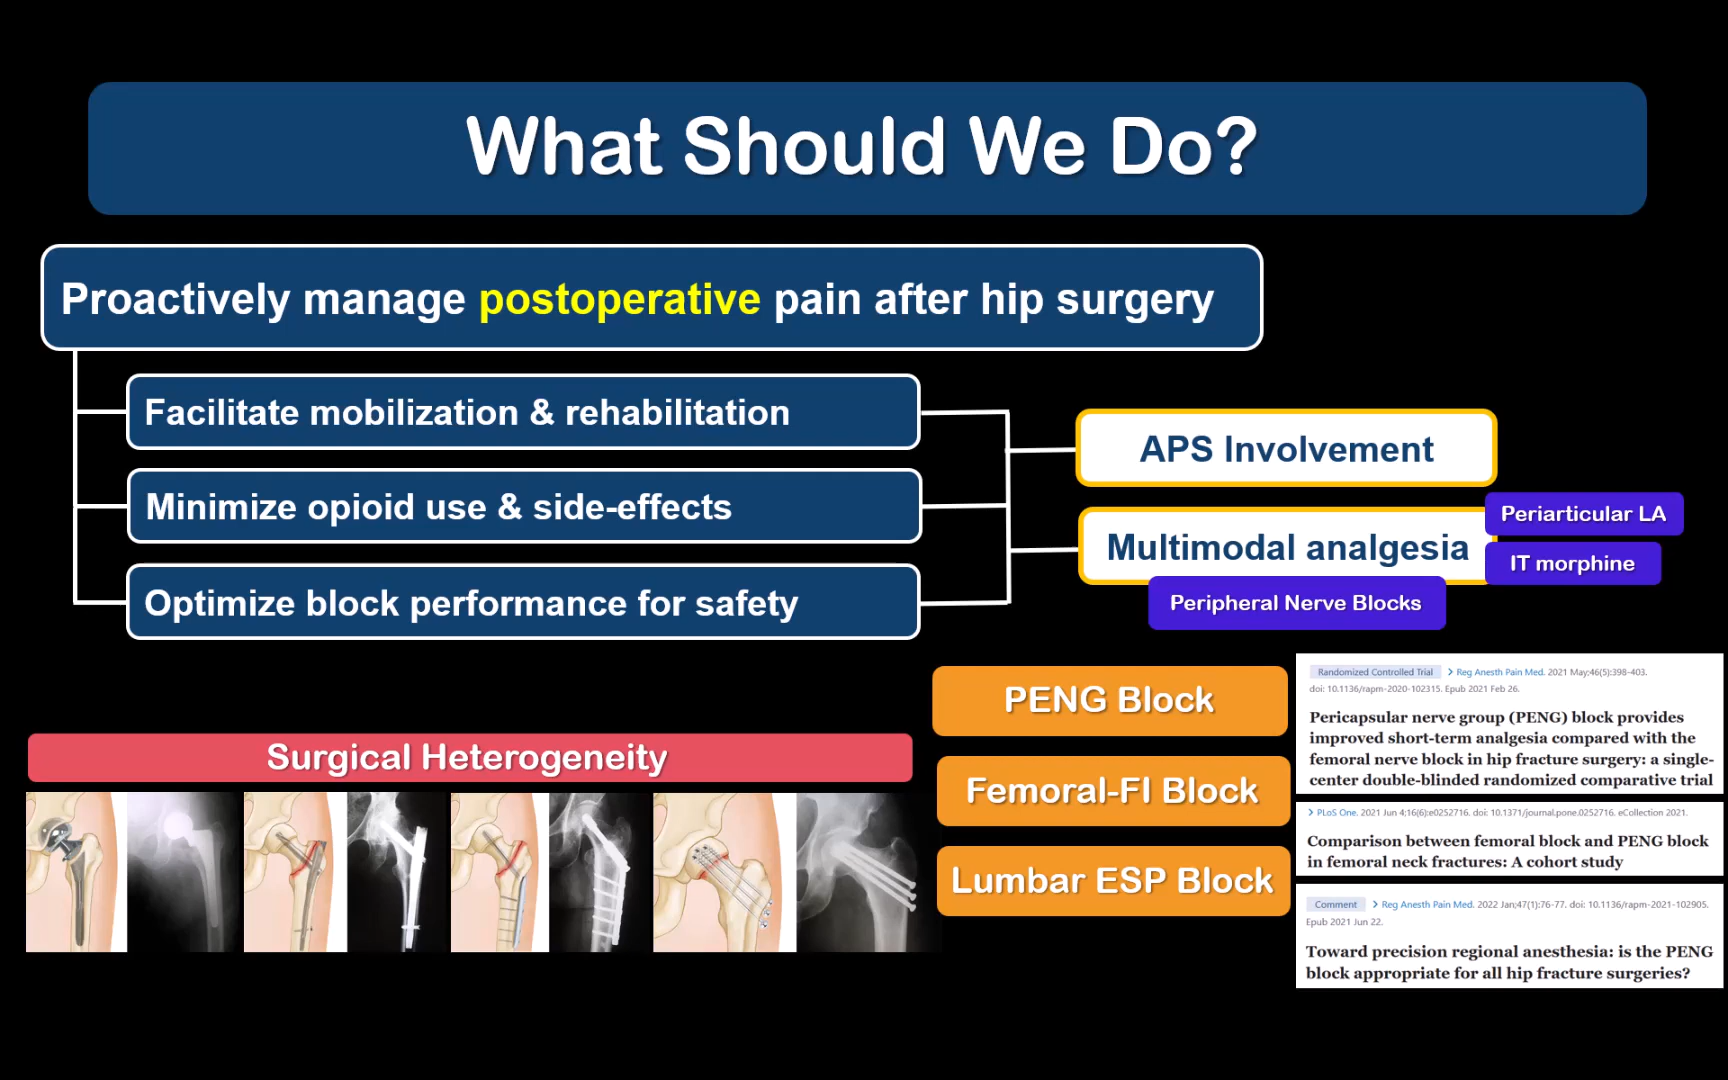 What Should We Do?
Proactively manage postoperative pain after hip surgery
Facilitate mobilization & rehabilitation
Minimize opioid use & side-effects
Optimize block performance for safety
APS Involvement
Multimodal analgesia
Periarticular LA
IT morphine
Peripheral Nerve Blocks
Surgical Heterogeneity
PENG Block
Femoral-FI Block
Lumbar ESP Block
Randomized Controlled Trial > Reg Anesth Pain Med. 2021 May;46(5):398-403.
doi: 10.1136/rapm-2020-102315. Epub 2021 Feb 26.
Pericapsular nerve group (PENG) block provides
improved short-term analgesia compared with the
femoral nerve block in hip fracture surgery: a single-
center double-blinded randomized comparative trial
> PLoS One. 2021 Jun 4;16(6):e0252716. doi: 10.1371/journal.pone.0252716. eCollection 2021.
Comparison between femoral block and PENG block
in femoral neck fractures: A cohort study
Comment > Reg Anesth Pain Med. 2022 Jan;47(1):76-77. doi: 10.1136/rapm-2021-102905.
Epub 2021 Jun 22.
Toward precision regional anesthesia: is the PENG
block appropriate for all hip fracture surgeries?